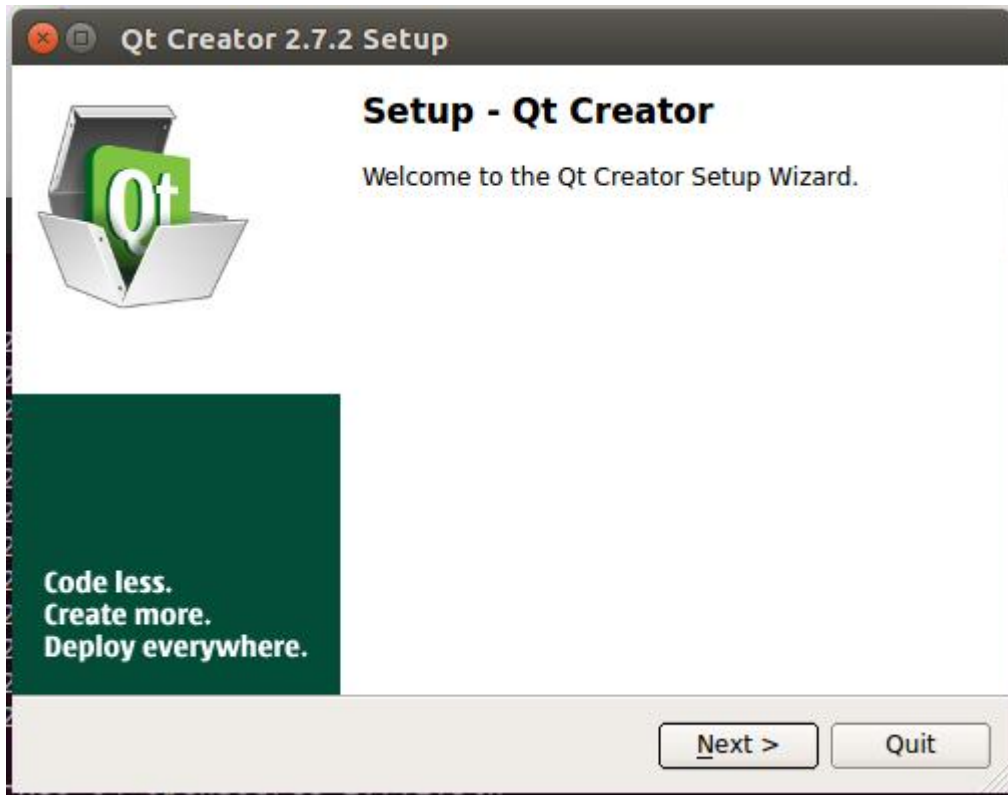 Qt Creator 2.7.2 Setup
Setup - Qt Creator
Welcome to the Qt Creator Setup Wizard.
Qt
Code less.
Create more.
Deploy everywhere.
Next >
Quit